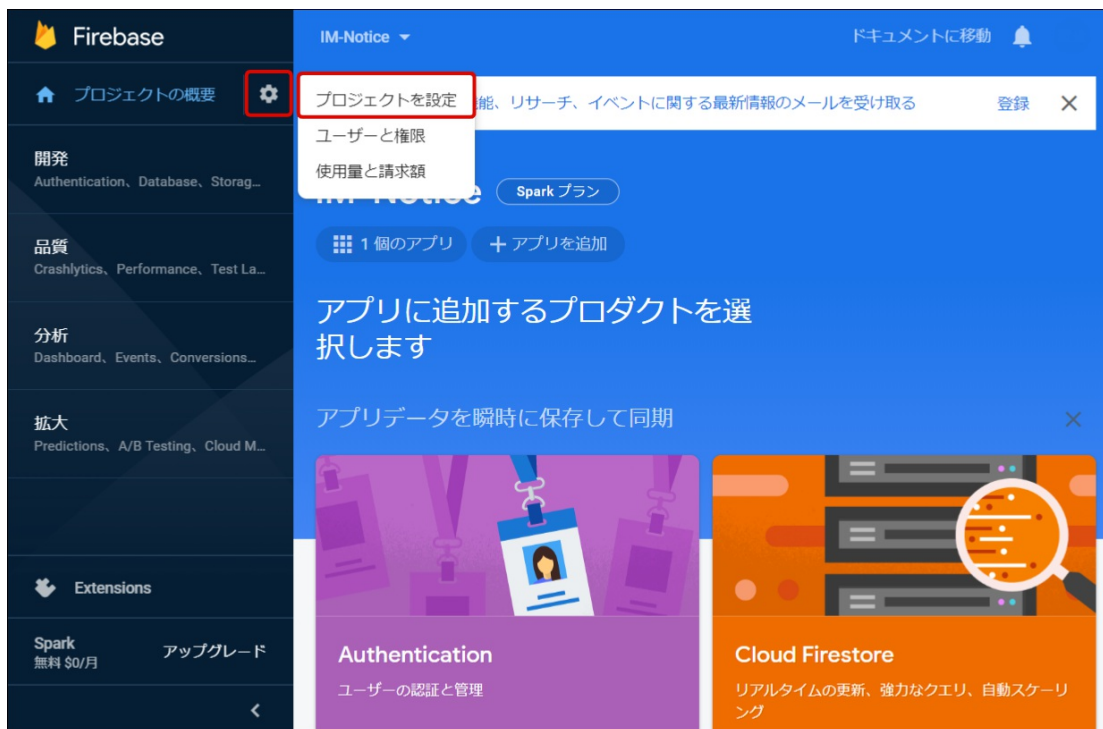 Firebase
IM-Notice
ドキュメントに移動
プロジェクトの概要
プロジェクトを設定
ユーザーと権限
使用量と請求額
能、リサーチ、イベントに関する最新情報のメールを受け取る
登録
開発
Authentication、Database、Storag...
品質
Crashlytics、Performance、Test La...
分析
Dashboard、Events、Conversions...
拡大
Predictions、A/B Testing、Cloud M...
Extensions
Spark
無料 $0/月
アップグレード
IM-Notice
Spark プラン
1 個のアプリ
アプリを追加
アプリに追加するプロダクトを選
択します
アプリデータを瞬時に保存して同期
Authentication
ユーザーの認証と管理
Cloud Firestore
リアルタイムの更新、強力なクエリ、自動スケーリ
ング